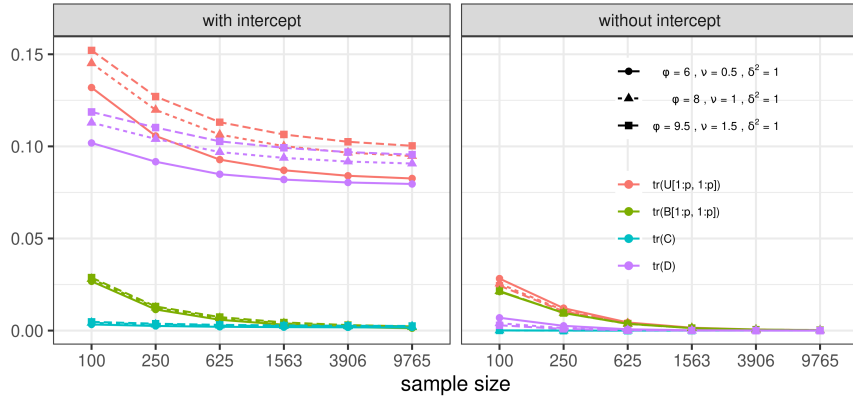 with intercept
without intercept
0.15
0.10
0.05
0.00
φ = 6 , ν = 0.5 , δ² = 1
φ = 8 , ν = 1 , δ² = 1
φ = 9.5 , ν = 1.5 , δ² = 1
tr(U[1:p, 1:p])
tr(B[1:p, 1:p])
tr(C)
tr(D)
100 250 625 1563 3906 9765
100 250 625 1563 3906 9765
sample size